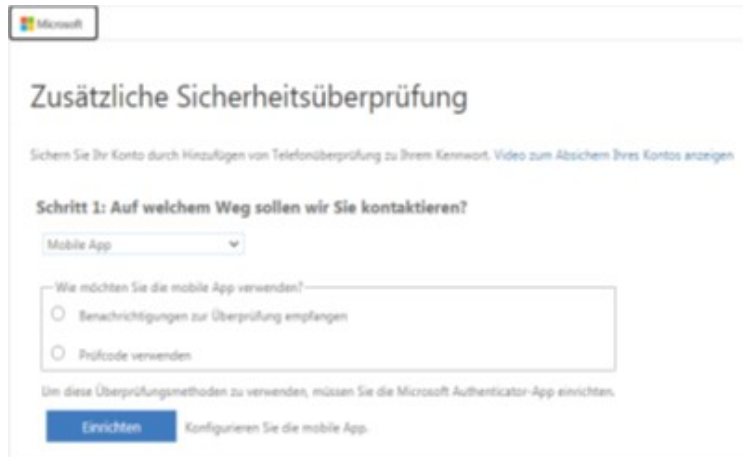 Microsoft
Zusätzliche Sicherheitsüberprüfung
Sichern Sie Ihr Konto durch Hinzufügen von Telefonüberprüfung zu Ihrem Kennwort. Video zum Absichern Ihres Kontos anzeigen
Schritt 1: Auf welchem Weg sollen wir Sie kontaktieren?
Mobile App
Wie möchten Sie die mobile App verwenden?
Benachrichtigungen zur Überprüfung empfangen
Prüfcode verwenden
Um diese Überprüfungsmethoden zu verwenden, müssen Sie die Microsoft Authenticator-App einrichten.
Einrichten Konfigurieren Sie die mobile App.